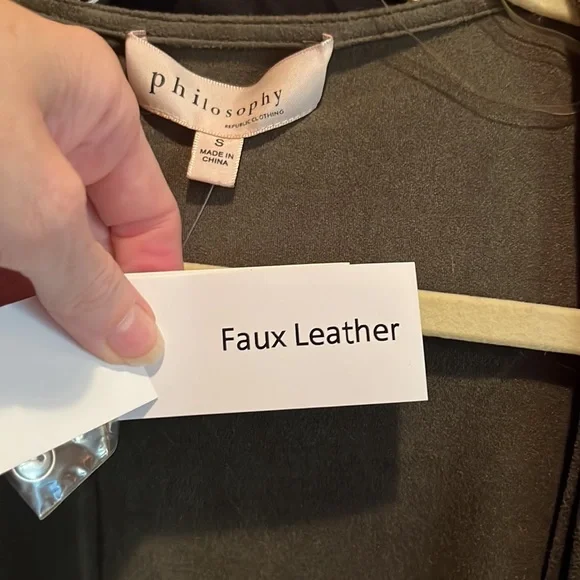 philosophy
REPUBLIC CLOTHING
S
MADE IN
CHINA
Faux Leather